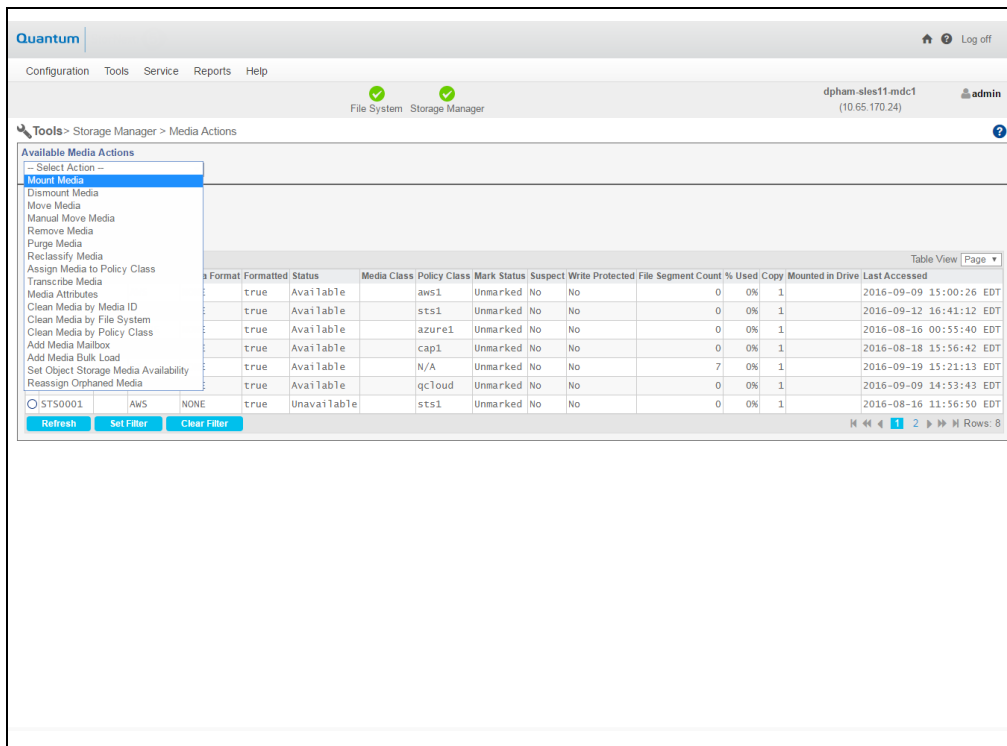 Quantum
Log off
Configuration Tools Service Reports Help
File System Storage Manager
dpham-sles11-mdc1
(10.65.170.24)
admin
Tools> Storage Manager > Media Actions
Available Media Actions
-- Select Action --
Mount Media
Dismount Media
Move Media
Manual Move Media
Remove Media
Purge Media
Reclassify Media
Assign Media to Policy Class
Transcribe Media
Media Attributes
Clean Media by Media ID
Clean Media by File System
Clean Media by Policy Class
Add Media Mailbox
Add Media Bulk Load
Set Object Storage Media Availability
Reassign Orphaned Media
Table View Page
Format Formatted Status Media Class Policy Class Mark Status Suspect Write Protected File Segment Count % Used Copy Mounted in Drive Last Accessed
true Available aws1 Unmarked No No 0 0% 1 2016-09-09 15:00:26 EDT
true Available sts1 Unmarked No No 0 0% 1 2016-09-12 16:41:12 EDT
true Available azure1 Unmarked No No 0 0% 1 2016-08-16 00:55:40 EDT
true Available cap1 Unmarked No No 0 0% 1 2016-08-18 15:56:42 EDT
true Available N/A Unmarked No No 7 0% 1 2016-09-19 15:21:13 EDT
true Available qcloud Unmarked No No 0 0% 1 2016-09-09 14:53:43 EDT
STS0001 AWS NONE true Unavailable sts1 Unmarked No No 0 0% 1 2016-08-16 11:56:50 EDT
Refresh Set Filter Clear Filter
1 2 Rows: 8